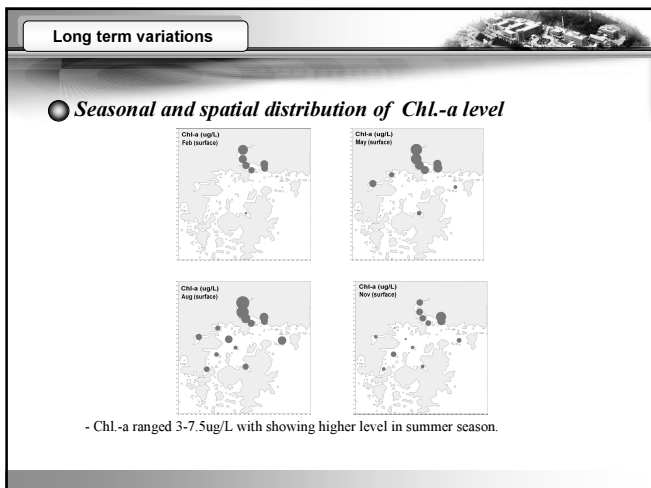 Long term variations
Seasonal and spatial distribution of Chl.-a level
Chl-a (ug/L)
Feb (surface)
Chl-a (ug/L)
May (surface)
Chl-a (ug/L)
Aug (surface)
Chl-a (ug/L)
Nov (surface)
- Chl.-a ranged 3-7.5ug/L with showing higher level in summer season.